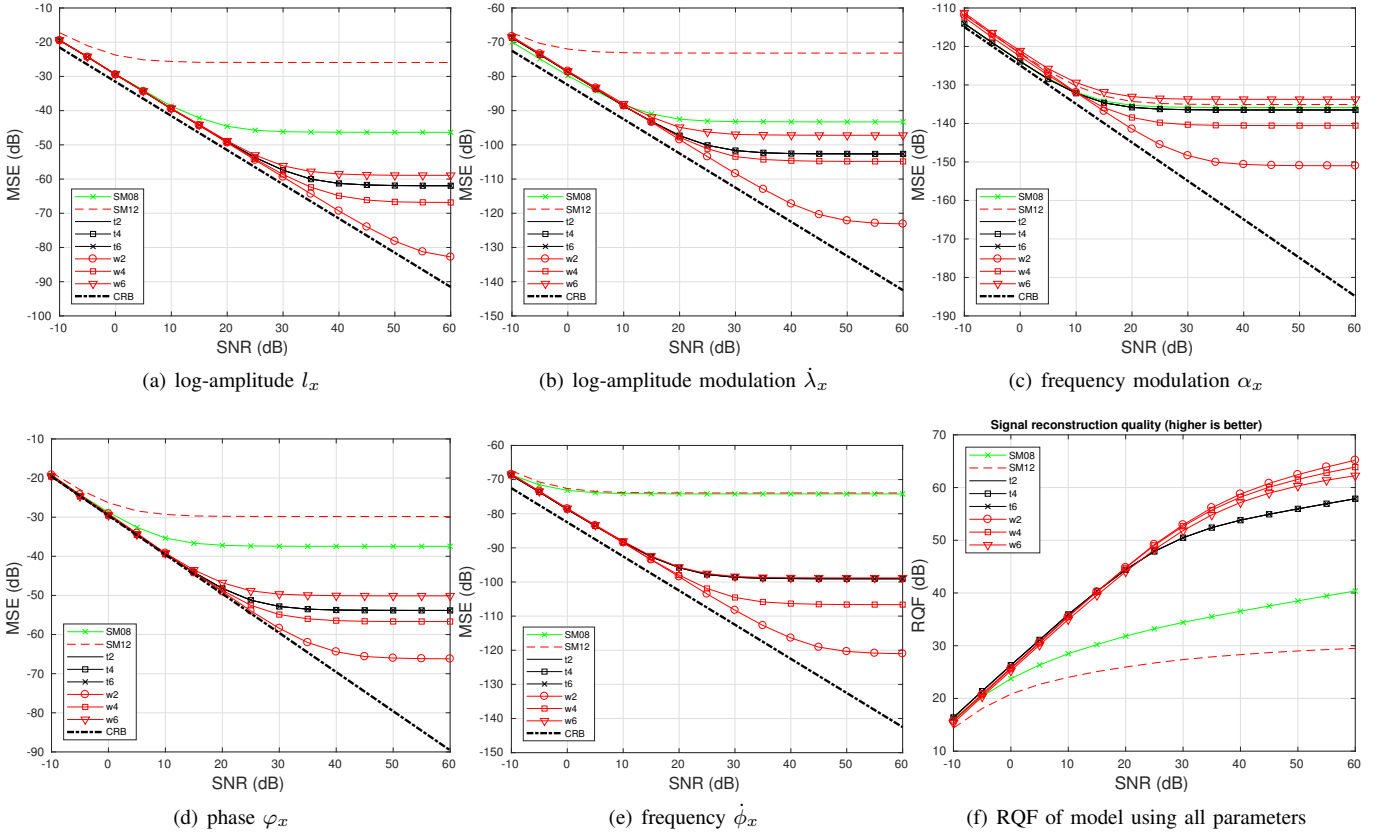 -20
-30
-40
-50
-60
-70
-80
-90
-100
MSE (dB)
-10 0 10 20 30 40 50 60
SNR (dB)
SM08
SM12
t2
t4
t6
w2
w4
w6
CRB
(a) log-amplitude lₓ
-60
-70
-80
-90
-100
-110
-120
-130
-140
-150
MSE (dB)
-10 0 10 20 30 40 50 60
SNR (dB)
SM08
SM12
t2
t4
t6
w2
w4
w6
CRB
(b) log-amplitude modulation λ̇ₓ
-110
-120
-130
-140
-150
-160
-170
-180
-190
MSE (dB)
-10 0 10 20 30 40 50 60
SNR (dB)
SM08
SM12
t2
t4
t6
w2
w4
w6
CRB
(c) frequency modulation αₓ
-10
-20
-30
-40
-50
-60
-70
-80
-90
MSE (dB)
-10 0 10 20 30 40 50 60
SNR (dB)
SM08
SM12
t2
t4
t6
w2
w4
w6
CRB
(d) phase φₓ
-60
-70
-80
-90
-100
-110
-120
-130
-140
-150
MSE (dB)
-10 0 10 20 30 40 50 60
SNR (dB)
SM08
SM12
t2
t4
t6
w2
w4
w6
CRB
(e) frequency ϕ̇ₓ
Signal reconstruction quality (higher is better)
70
60
50
40
30
20
10
RQF (dB)
-10 0 10 20 30 40 50 60
SNR (dB)
SM08
SM12
t2
t4
t6
w2
w4
w6
(f) RQF of model using all parameters